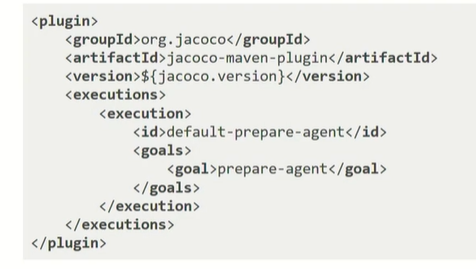 <plugin>
<groupId>org.jacoco</groupId>
<artifactId>jacoco-maven-plugin</artifactId>
<version>${jacoco.version}</version>
<executions>
<execution>
<id>default-prepare-agent</id>
<goals>
<goal>prepare-agent</goal>
</goals>
</execution>
</executions>
</plugin>